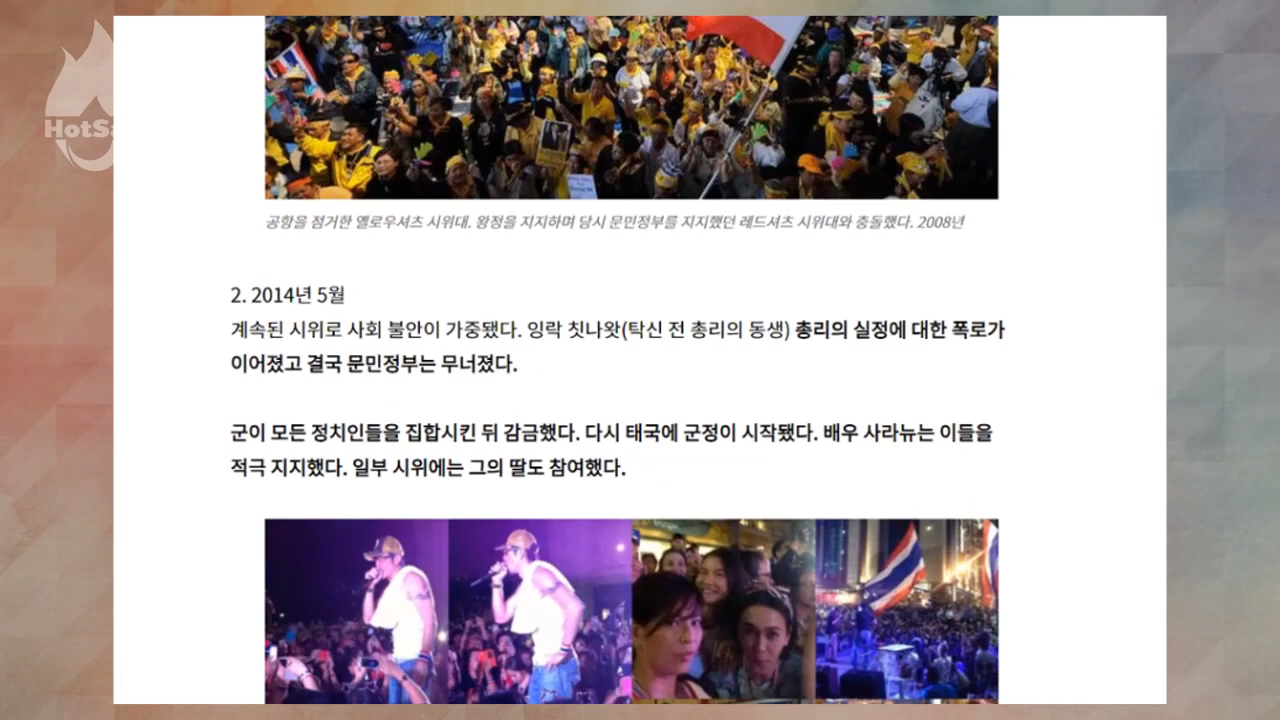 HotSa
공항을 점거한 옐로우셔츠 시위대. 왕정을 지지하며 당시 문민정부를 지지했던 레드셔츠 시위대와 충돌했다. 2008년
2. 2014년 5월
계속된 시위로 사회 불안이 가중됐다. 잉락 칫나왓(탁신 전 총리의 동생) 총리의 실정에 대한 폭로가
이어졌고 결국 문민정부는 무너졌다.
군이 모든 정치인들을 집합시킨 뒤 감금했다. 다시 태국에 군정이 시작됐다. 배우 사라뉴는 이들을
적극 지지했다. 일부 시위에는 그의 딸도 참여했다.